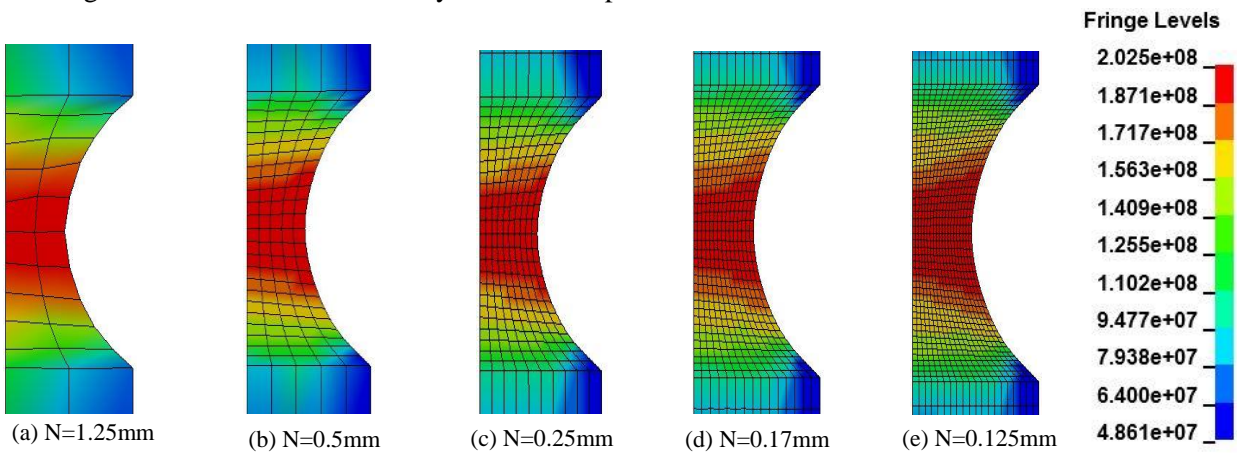 Fringe Levels
2.025e+08
1.871e+08
1.717e+08
1.563e+08
1.409e+08
1.255e+08
1.102e+08
9.477e+07
7.938e+07
6.400e+07
4.861e+07
(a) N=1.25mm
(b) N=0.5mm
(c) N=0.25mm
(d) N=0.17mm
(e) N=0.125mm